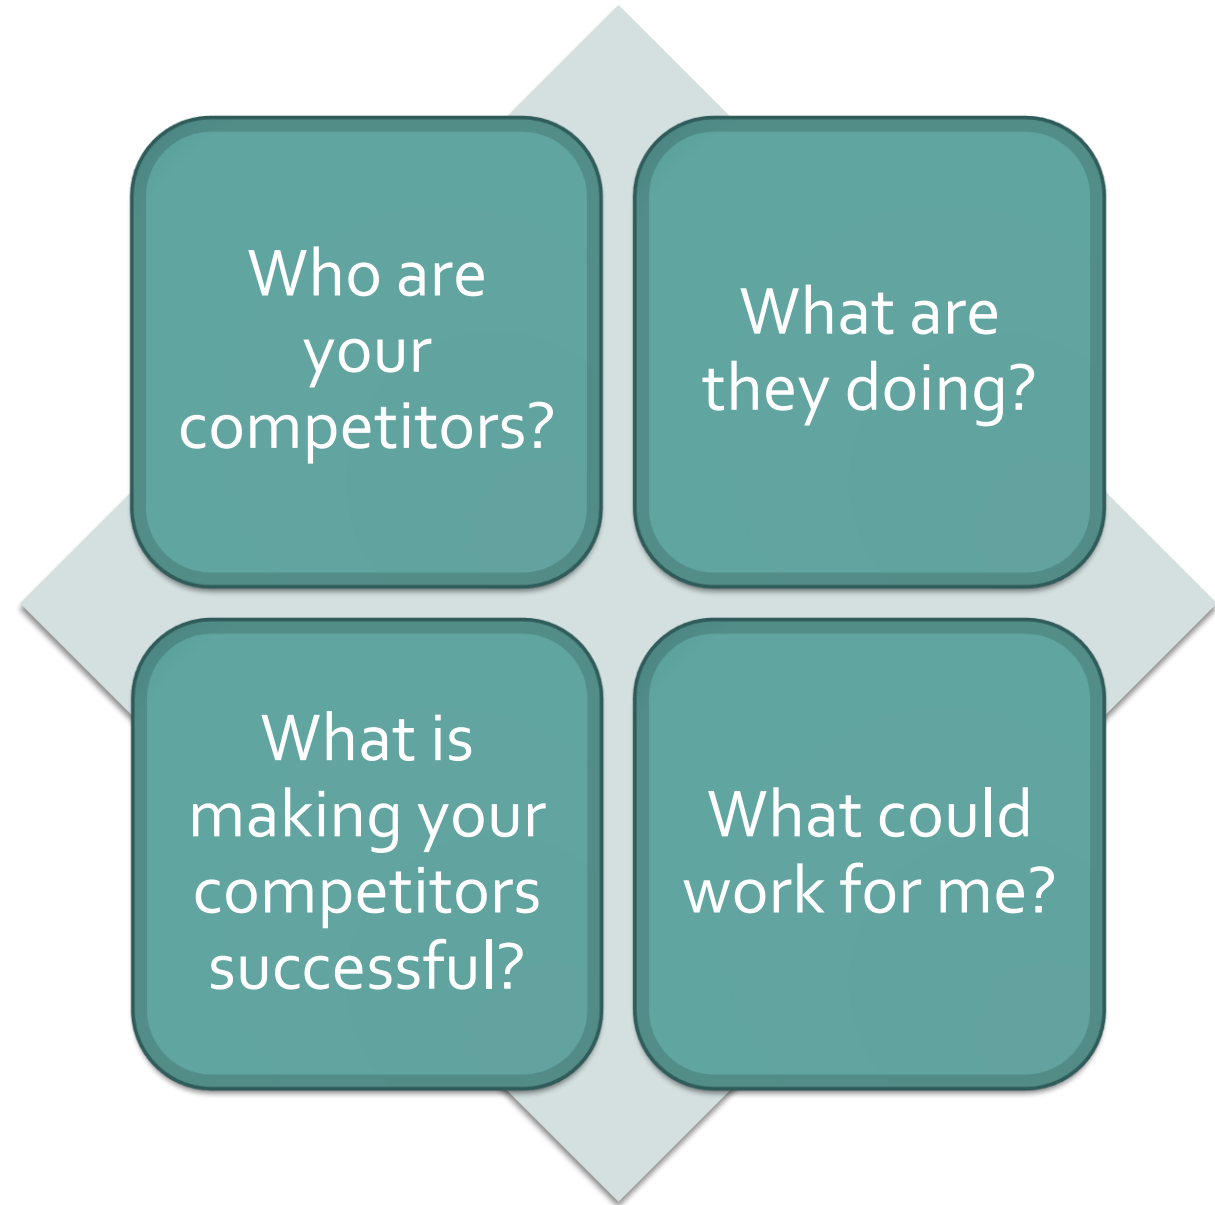 Who are
your
competitors?
What are
they doing?
What is
making your
competitors
successful?
What could
work for me?